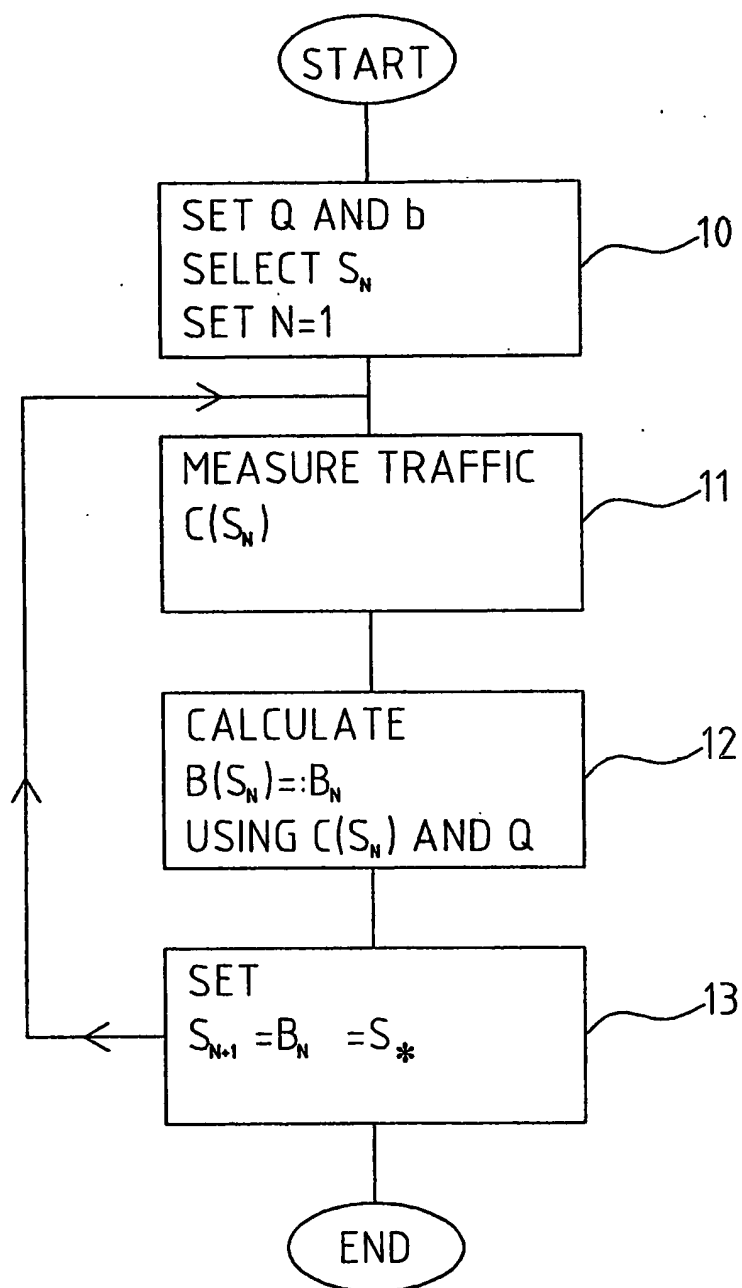 START
SET Q AND b
SELECT S_N
SET N=1
10
MEASURE TRAFFIC
C(S_N)
11
CALCULATE
B(S_N)=:B_N
USING C(S_N) AND Q
12
SET
S_N+1 =B_N =S_*
13
END